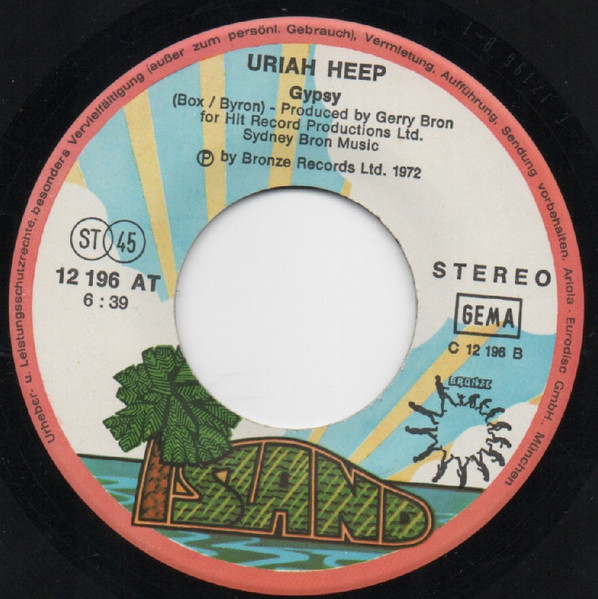 Urheber- u. Leistungsschutzrechte, besonders Vervielfältigung (außer zum persönl. Gebrauch), Vermietung, Aufführung, Sendung vorbehalten. Ariola - Eurodisc GmbH., München
URIAH HEEP
Gypsy
(Box / Byron) - Produced by Gerry Bron
for Hit Record Productions Ltd.
Sydney Bron Music
Ⓟ by Bronze Records Ltd. 1972
ST 45
12 196 AT
6 : 39
STEREO
GEMA
C 12 196 B
BRONZE
ISLAND